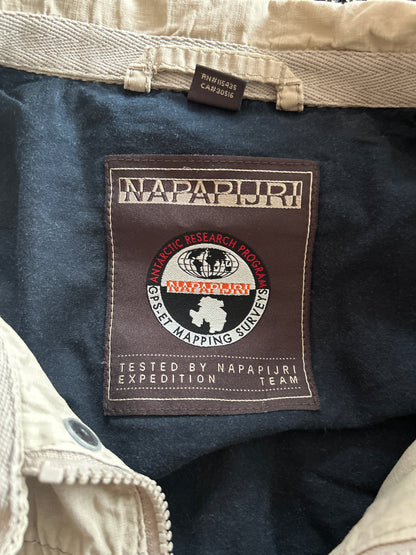 RN#115435
CA#30516
NAPAPIJRI
ANTARCTIC RESEARCH PROGRAM
NAPAPIJRI
GPS-ET MAPPING SURVEYS
TESTED BY NAPAPIJRI
EXPEDITION TEAM